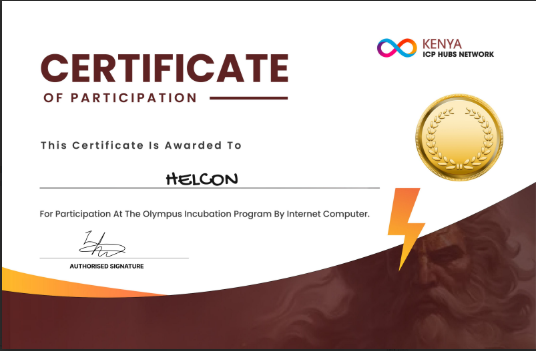 KENYA
ICP HUBS NETWORK
CERTIFICATE
OF PARTICIPATION
This Certificate Is Awarded To
HELCON
For Participation At The Olympus Incubation Program By Internet Computer.
AUTHORISED SIGNATURE